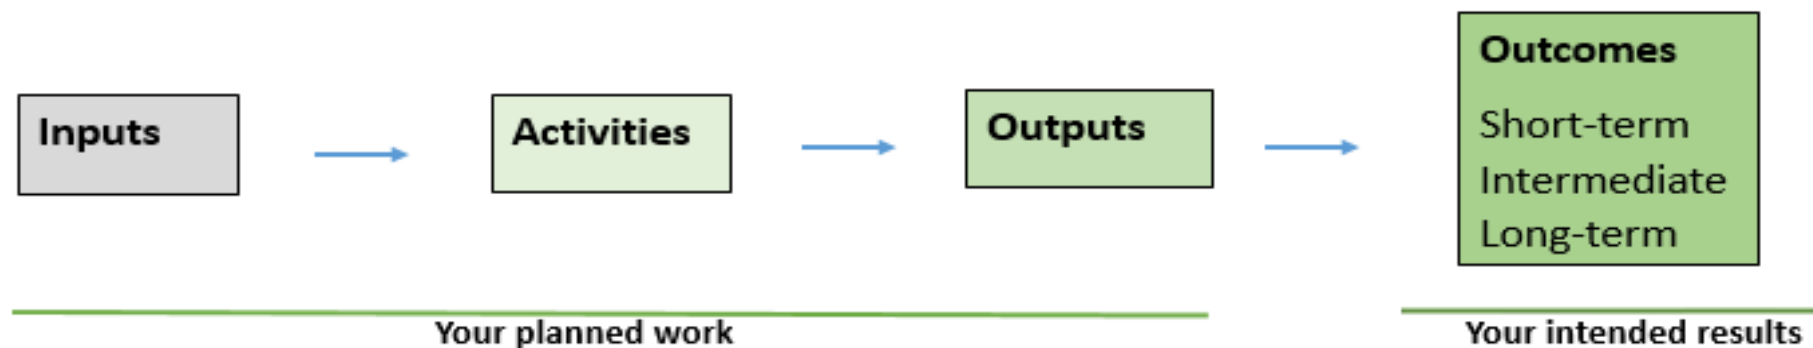 Inputs
Activities
Outputs
Outcomes
Short-term
Intermediate
Long-term
Your planned work
Your intended results